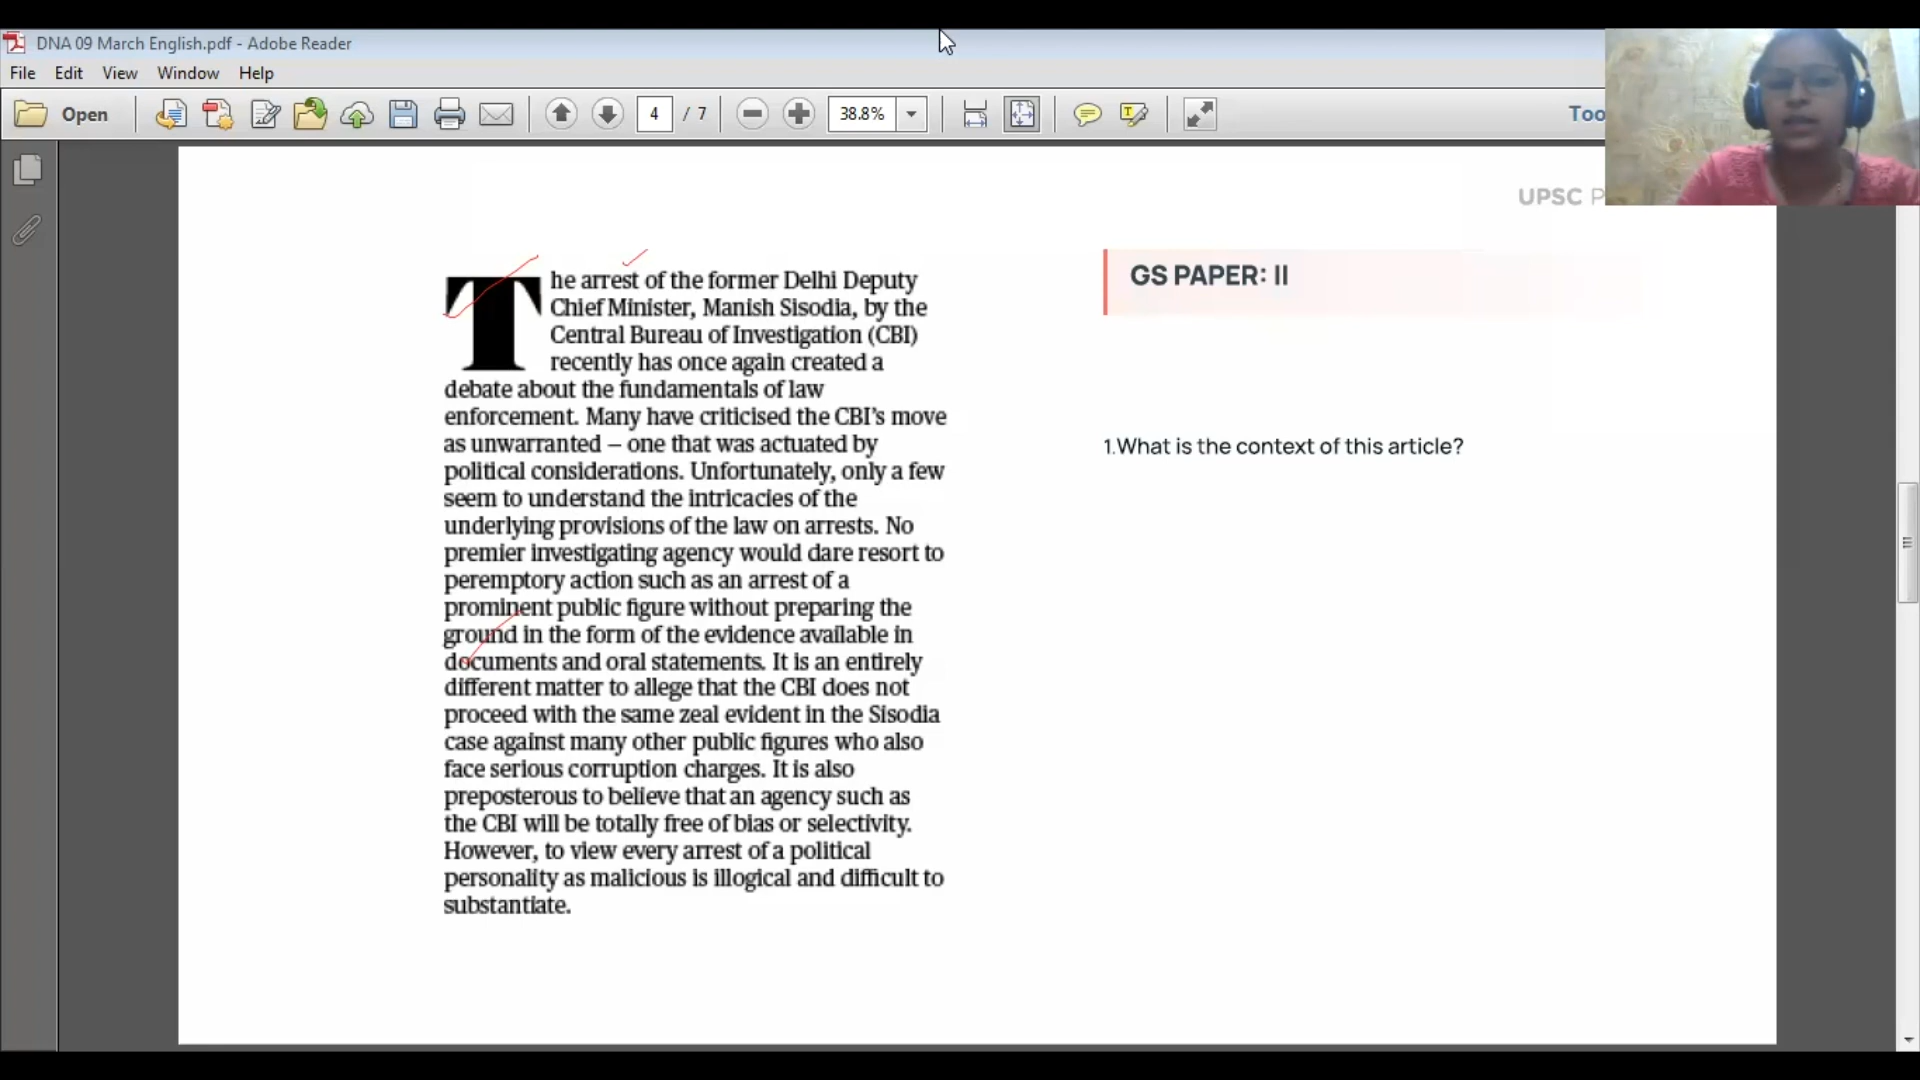 DNA 09 March English.pdf - Adobe Reader
File Edit View Window Help
Open 4 / 7 38.8% Too
UPSC P
The arrest of the former Delhi Deputy
Chief Minister, Manish Sisodia, by the
Central Bureau of Investigation (CBI)
recently has once again created a
debate about the fundamentals of law
enforcement. Many have criticised the CBI's move
as unwarranted – one that was actuated by
political considerations. Unfortunately, only a few
seem to understand the intricacies of the
underlying provisions of the law on arrests. No
premier investigating agency would dare resort to
peremptory action such as an arrest of a
prominent public figure without preparing the
ground in the form of the evidence available in
documents and oral statements. It is an entirely
different matter to allege that the CBI does not
proceed with the same zeal evident in the Sisodia
case against many other public figures who also
face serious corruption charges. It is also
preposterous to believe that an agency such as
the CBI will be totally free of bias or selectivity.
However, to view every arrest of a political
personality as malicious is illogical and difficult to
substantiate.
GS PAPER: II
1.What is the context of this article?